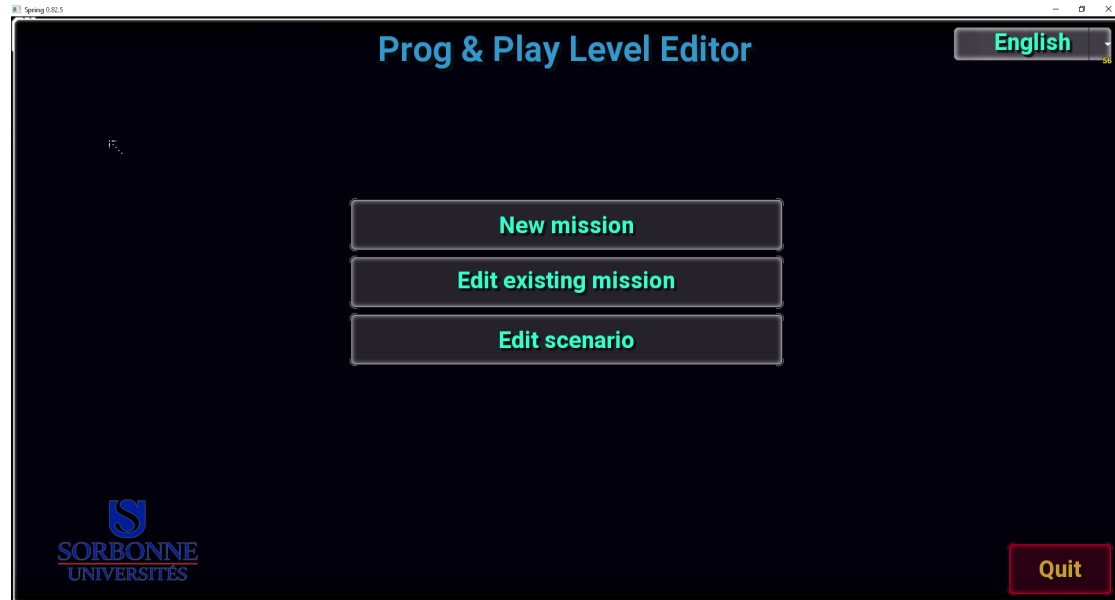 Spring 0.82.5
Prog & Play Level Editor
English
56
New mission
Edit existing mission
Edit scenario
SORBONNE
UNIVERSITÉS
Quit